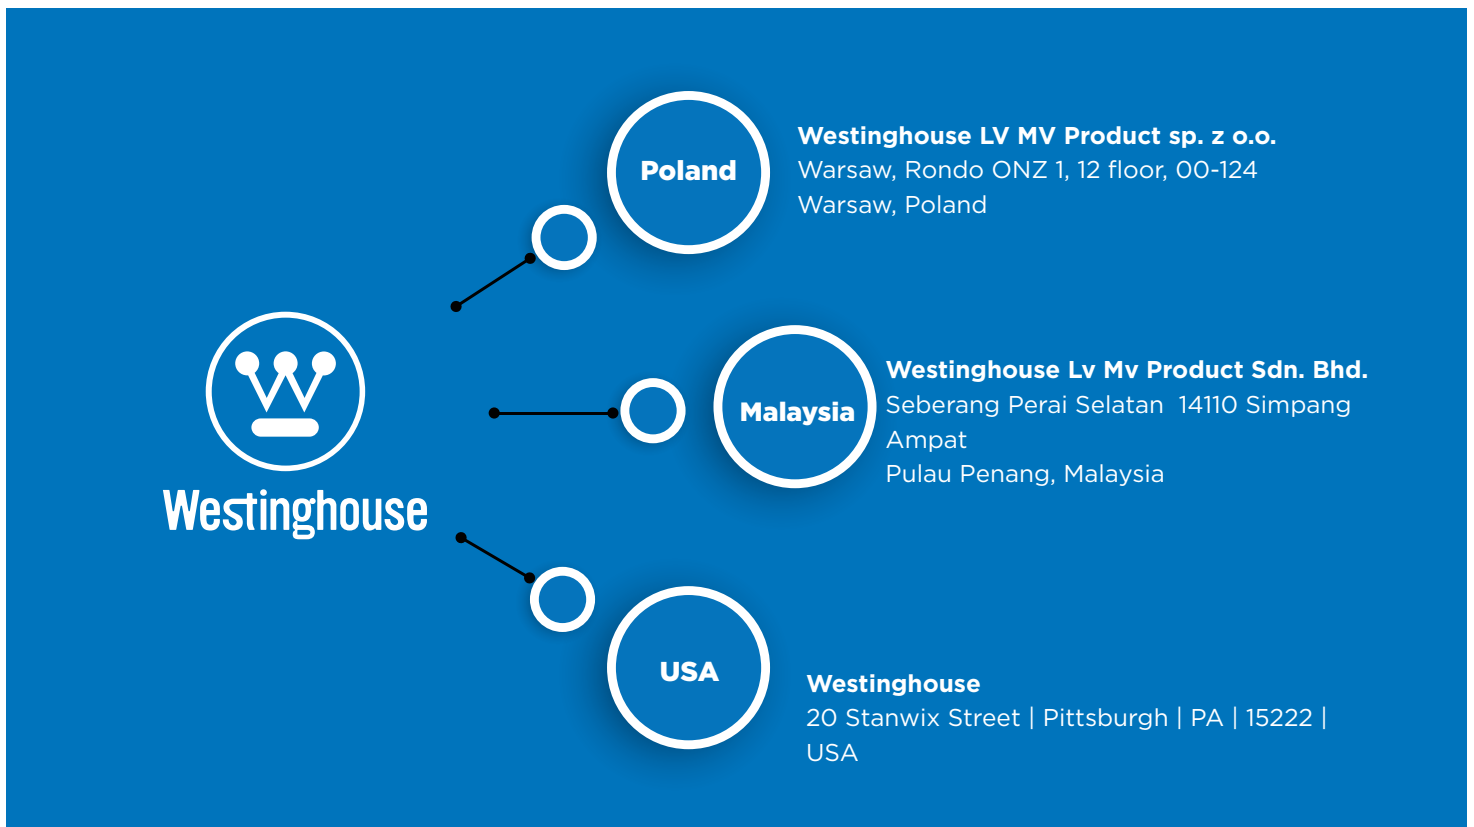 Poland
Westinghouse LV MV Product sp. z o.o.
Warsaw, Rondo ONZ 1, 12 floor, 00-124
Warsaw, Poland
Westinghouse
Malaysia
Westinghouse Lv Mv Product Sdn. Bhd.
Seberang Perai Selatan  14110 Simpang
Ampat
Pulau Penang, Malaysia
USA
Westinghouse
20 Stanwix Street | Pittsburgh | PA | 15222 |
USA